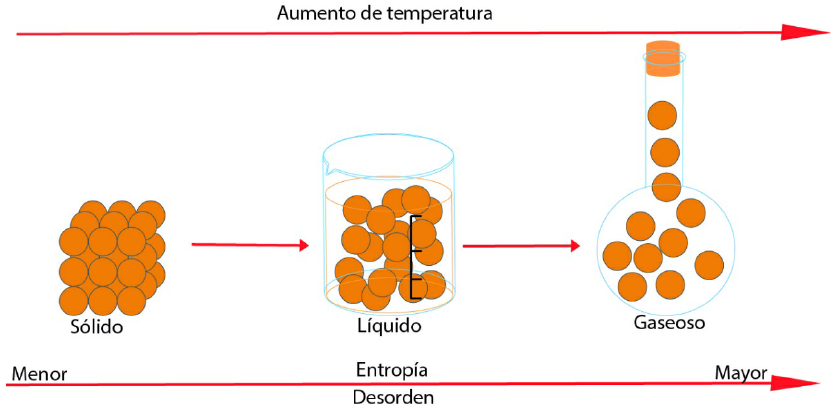 Aumento de temperatura
Sólido
Líquido
Gaseoso
Menor
Entropía
Mayor
Desorden